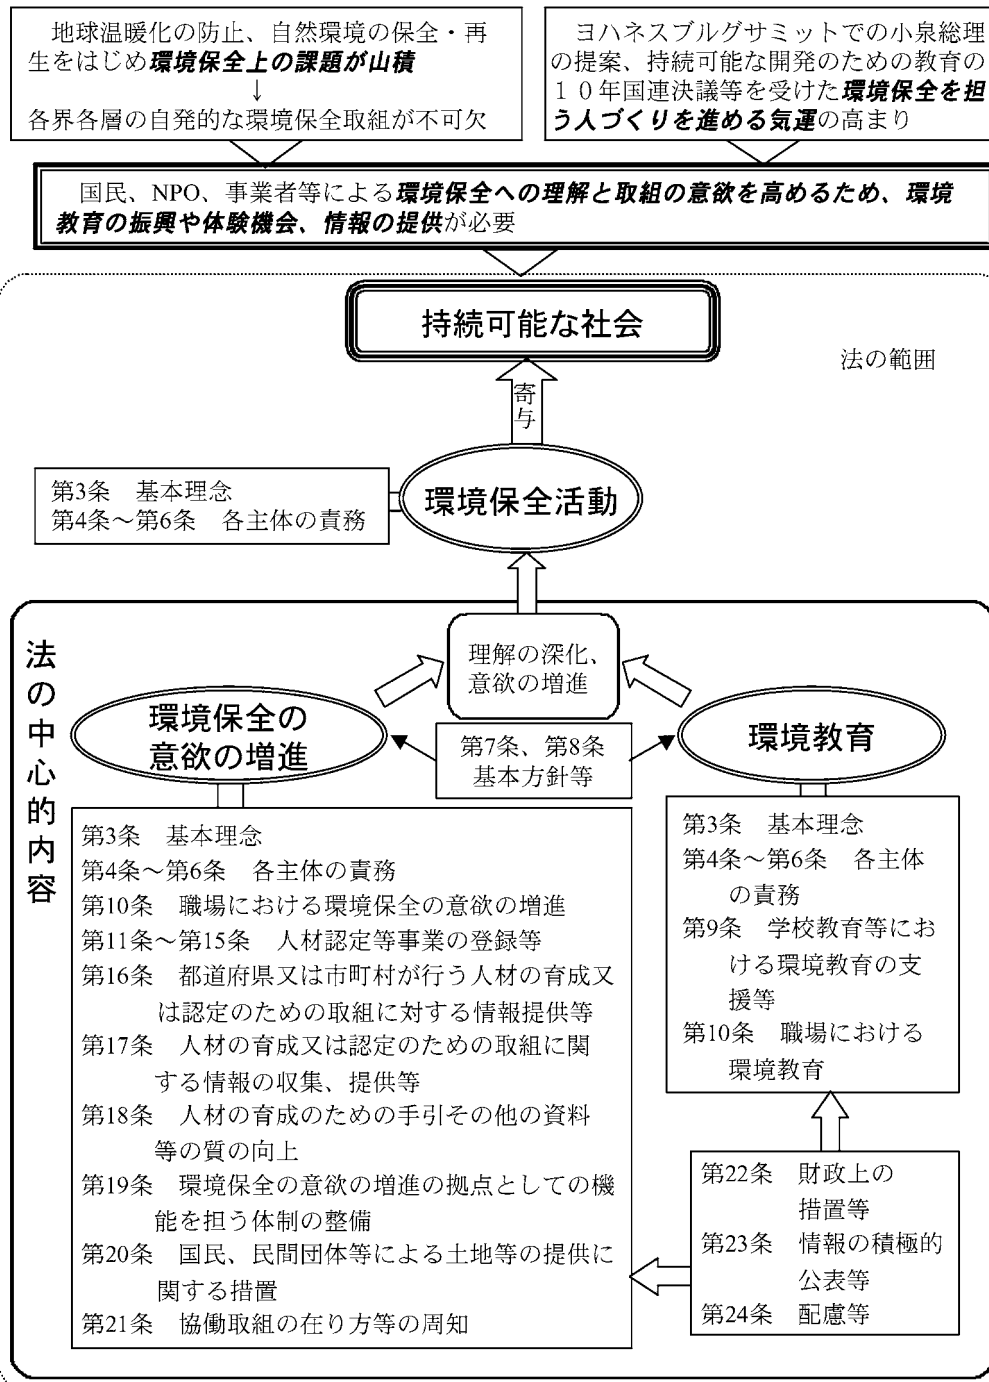 地球温暖化の防止、自然環境の保全・再
生をはじめ環境保全上の課題が山積
↓
各界各層の自発的な環境保全取組が不可欠
ヨハネスブルグサミットでの小泉総理
の提案、持続可能な開発のための教育の
１０年国連決議等を受けた環境保全を担
う人づくりを進める気運の高まり
国民、NPO、事業者等による環境保全への理解と取組の意欲を高めるため、環境
教育の振興や体験機会、情報の提供が必要
持続可能な社会
法の範囲
寄与
環境保全活動
第3条　基本理念
第4条～第6条　各主体の責務
法の中心的内容
理解の深化、
意欲の増進
環境保全の
意欲の増進
第7条、第8条
基本方針等
環境教育
第3条　基本理念
第4条～第6条　各主体の責務
第10条　職場における環境保全の意欲の増進
第11条～第15条　人材認定等事業の登録等
第16条　都道府県又は市町村が行う人材の育成又
は認定のための取組に対する情報提供等
第17条　人材の育成又は認定のための取組に関
する情報の収集、提供等
第18条　人材の育成のための手引その他の資料
等の質の向上
第19条　環境保全の意欲の増進の拠点としての機
能を担う体制の整備
第20条　国民、民間団体等による土地等の提供に
関する措置
第21条　協働取組の在り方等の周知
第3条　基本理念
第4条～第6条　各主体
の責務
第9条　学校教育等にお
ける環境教育の支
援等
第10条　職場における
環境教育
第22条　財政上の
措置等
第23条　情報の積極的
公表等
第24条　配慮等